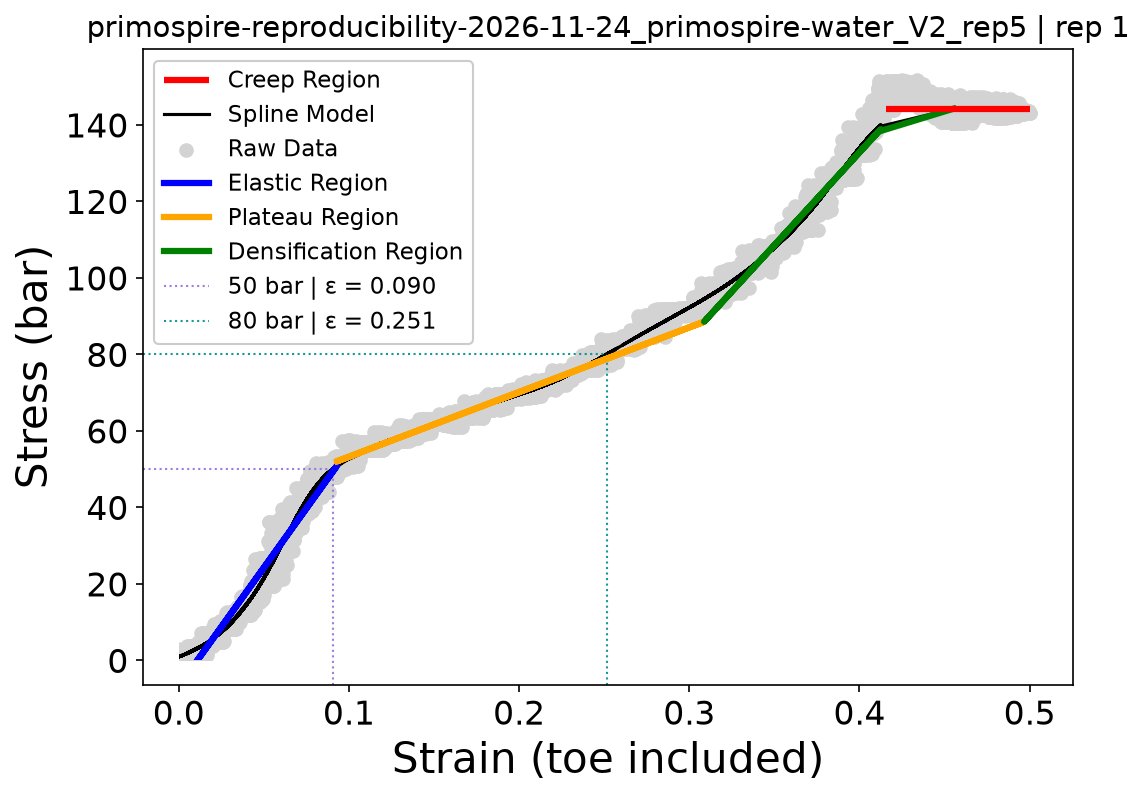 primospire-reproducibility-2026-11-24_primospire-water_V2_rep5 | rep 1
Creep Region
Spline Model
Raw Data
Elastic Region
Plateau Region
Densification Region
50 bar | ε = 0.090
80 bar | ε = 0.251
Stress (bar)
140
120
100
80
60
40
20
0
0.0 0.1 0.2 0.3 0.4 0.5
Strain (toe included)